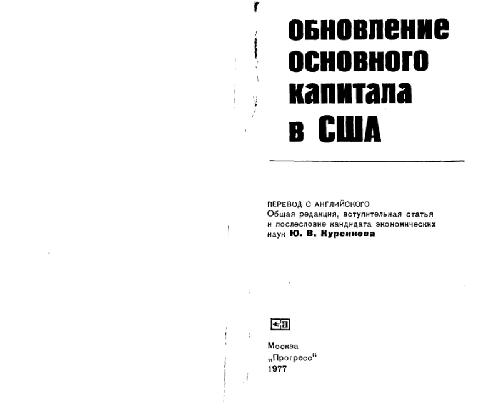 ОБНОВЛЕНИЕ
ОСНОВНОГО
КАПИТАЛА
В США
ПЕРЕВОД С АНГЛИЙСКОГО
Общая редакция, вступительная статья
и послесловие кандидата экономических
наук Ю. В. Куренкова
Москва
„Прогресс“
1977